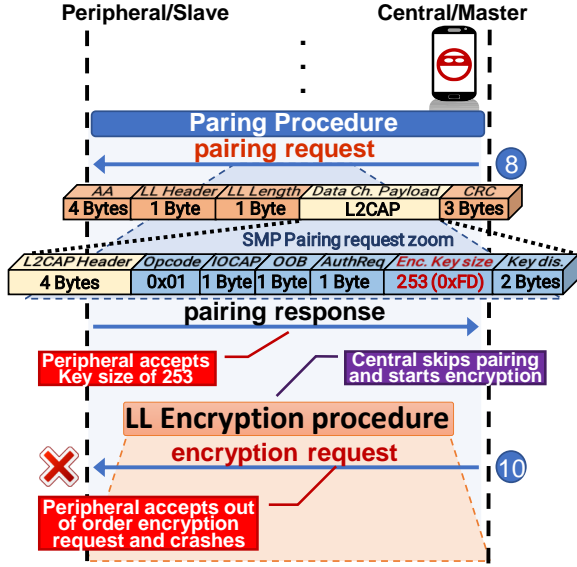 Peripheral/Slave Central/Master
Paring Procedure
pairing request
8
AA LL Header LL Length Data Ch. Payload CRC
4 Bytes 1 Byte 1 Byte L2CAP 3 Bytes
SMP Pairing request zoom
L2CAP Header Opcode IOCAP OOB AuthReq Enc. Key size Key dis.
4 Bytes 0x01 1 Byte 1 Byte 1 Byte 253 (0xFD) 2 Bytes
pairing response
Peripheral accepts
Key size of 253
Central skips pairing
and starts encryption
LL Encryption procedure
encryption request
10
Peripheral accepts out
of order encryption
request and crashes